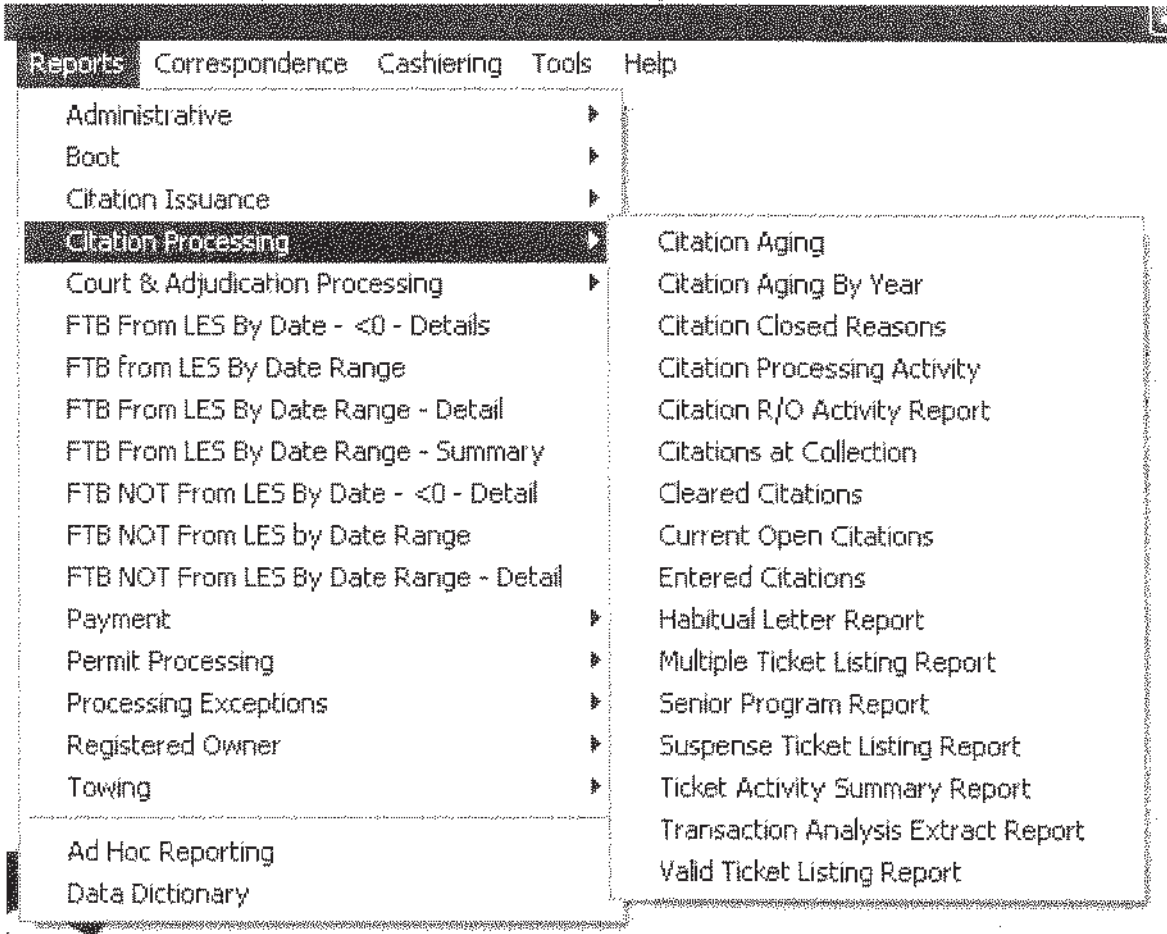 Reports Correspondence Cashiering Tools Help
Administrative
Boot
Citation Issuance
Citation Processing
Court & Adjudication Processing
FTB From LES By Date - <0 - Details
FTB from LES By Date Range
FTB From LES By Date Range - Detail
FTB From LES By Date Range - Summary
FTB NOT From LES By Date - <0 - Detail
FTB NOT From LES by Date Range
FTB NOT From LES By Date Range - Detail
Payment
Permit Processing
Processing Exceptions
Registered Owner
Towing
Ad Hoc Reporting
Data Dictionary
Citation Aging
Citation Aging By Year
Citation Closed Reasons
Citation Processing Activity
Citation R/O Activity Report
Citations at Collection
Cleared Citations
Current Open Citations
Entered Citations
Habitual Letter Report
Multiple Ticket Listing Report
Senior Program Report
Suspense Ticket Listing Report
Ticket Activity Summary Report
Transaction Analysis Extract Report
Valid Ticket Listing Report